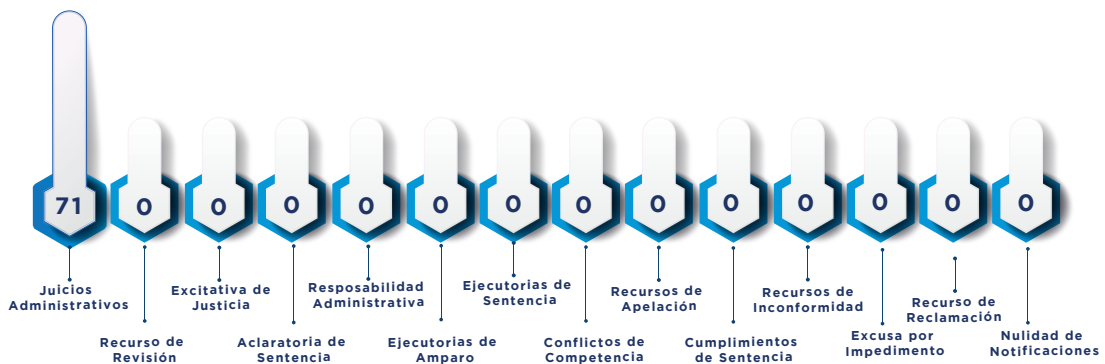 71
0
0
0
0
0
0
0
0
0
0
0
0
0
Juicios
Administrativos
Recurso de
Revisión
Excitativa de
Justicia
Aclaratoria de
Sentencia
Resposabilidad
Administrativa
Ejecutorias de
Amparo
Ejecutorias de
Sentencia
Conflictos de
Competencia
Recursos de
Apelación
Cumplimientos
de Sentencia
Recursos de
Inconformidad
Excusa por
Impedimento
Recurso de
Reclamación
Nulidad de
Notificaciones